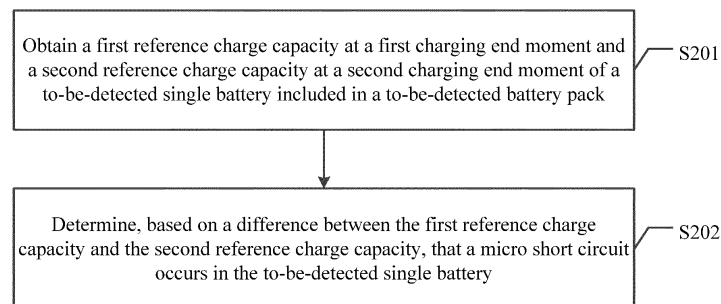 Obtain a first reference charge capacity at a first charging end moment and
a second reference charge capacity at a second charging end moment of a
to-be-detected single battery included in a to-be-detected battery pack
S201
Determine, based on a difference between the first reference charge
capacity and the second reference charge capacity, that a micro short circuit
occurs in the to-be-detected single battery
S202